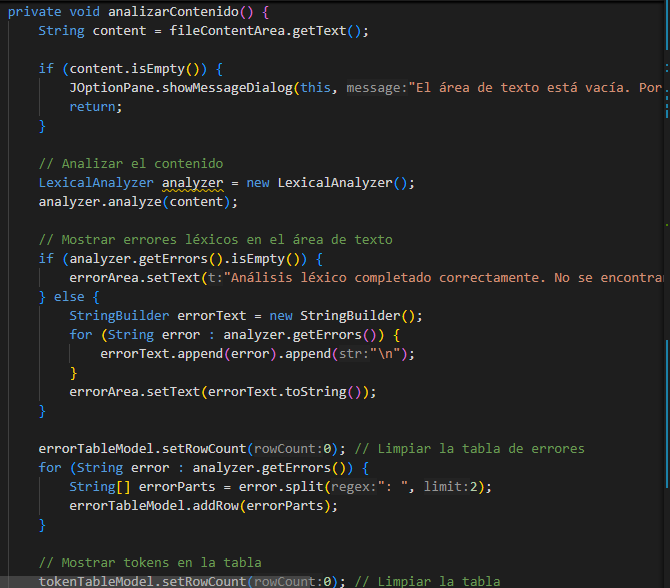 private void analizarContenido() {
String content = fileContentArea.getText();
if (content.isEmpty()) {
JOptionPane.showMessageDialog(this, message:"El área de texto está vacía. Por
return;
}
// Analizar el contenido
LexicalAnalyzer analyzer = new LexicalAnalyzer();
analyzer.analyze(content);
// Mostrar errores léxicos en el área de texto
if (analyzer.getErrors().isEmpty()) {
errorArea.setText(t:"Análisis léxico completado correctamente. No se
} else {
StringBuilder errorText = new StringBuilder();
for (String error : analyzer.getErrors()) {
errorText.append(error).append(str:"\n");
}
errorArea.setText(errorText.toString());
}
errorTableModel.setRowCount(rowCount:0); // Limpiar la tabla de errores
for (String error : analyzer.getErrors()) {
String[] errorParts = error.split(regex:": ", limit:2);
errorTableModel.addRow(errorParts);
}
// Mostrar tokens en la tabla
tokenTableModel.setRowCount(rowCount:0); // Limpiar la tabla